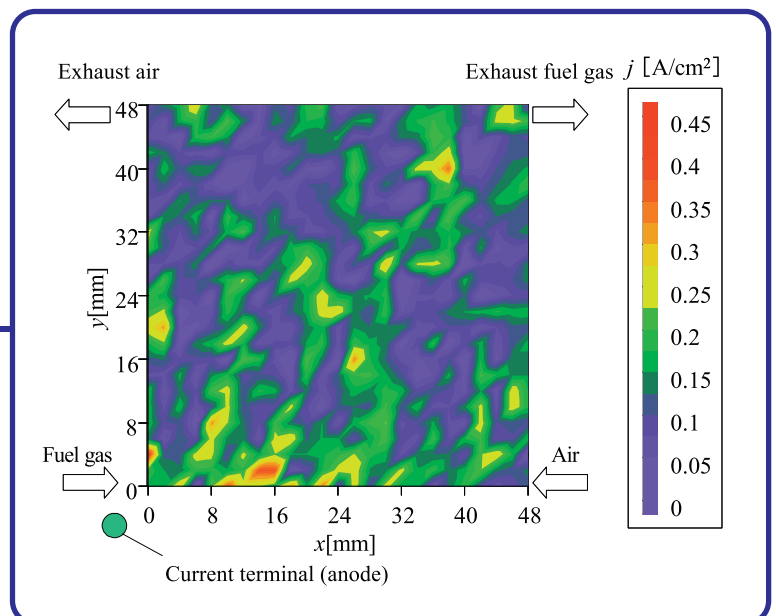 Exhaust air
Exhaust fuel gas
j [A/cm²]
48
40
32
24
16
8
0
y[mm]
0.45
0.4
0.35
0.3
0.25
0.2
0.15
0.1
0.05
0
Fuel gas
Air
0 8 16 24 32 40 48
x[mm]
Current terminal (anode)